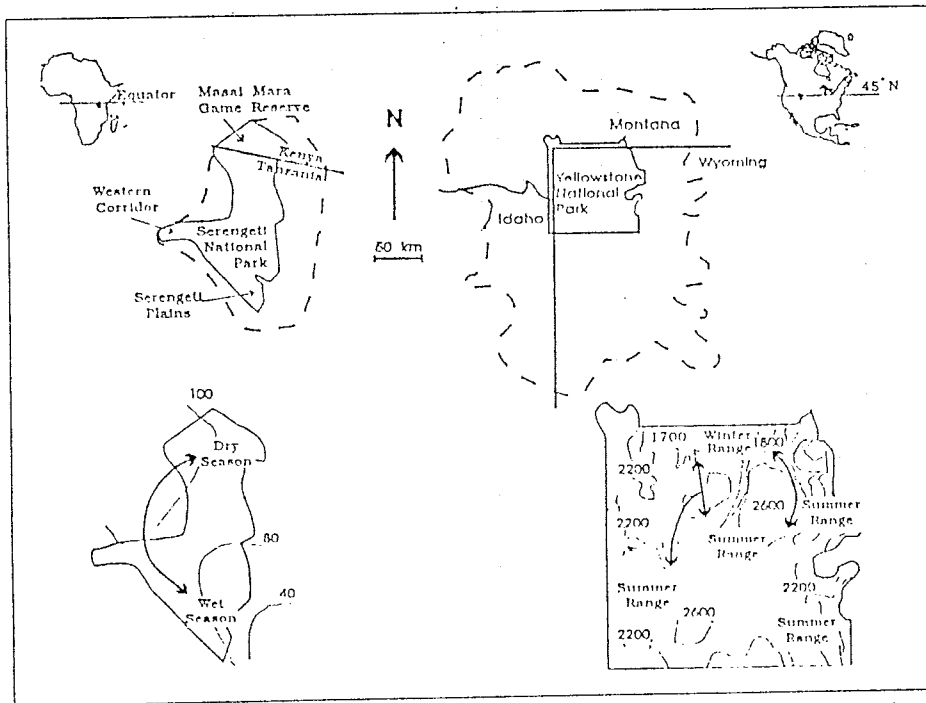 Equator
Masai Mara
Game Reserve
Kenya
Tanzania
Western
Corridor
Serengeti
National
Park
Serengeti
Plains
N
50 km
Montana
Wyoming
Yellowstone
National
Park
Idaho
45° N
100
Dry
Season
80
40
Wet
Season
1700
Winter
Range
1800
2200
2600
2200
Summer
Range
Summer
Range
Summer
Range
2200
2600
2200
Summer
Range